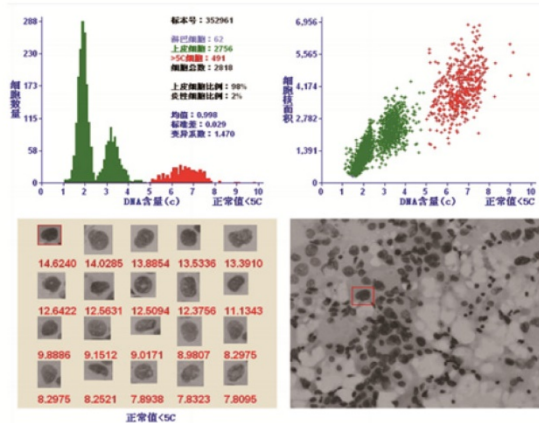 标本号：352961
淋巴细胞：62
上皮细胞：2756
>5C细胞：491
细胞总数：2818
上皮细胞比例：98%
炎性细胞比例：2%
均值：0.998
标准差：0.029
变异系数：1.470
细胞数量
288
230
173
115
58
0
0 1 2 3 4 5 6 7 8 9 10
DNA含量(c) 正常值<5C
细胞核面积
6,956
5,565
4,174
2,782
1,391
0
0 1 2 3 4 5 6 7 8 9 10
DNA含量(c) 正常值<5C
14.6240 14.0285 13.8854 13.5336 13.3910
12.6422 12.5631 12.5094 12.3756 11.1343
9.8886 9.1512 9.0171 8.9807 8.2975
8.2975 8.2521 7.8938 7.8323 7.8095
正常值<5C